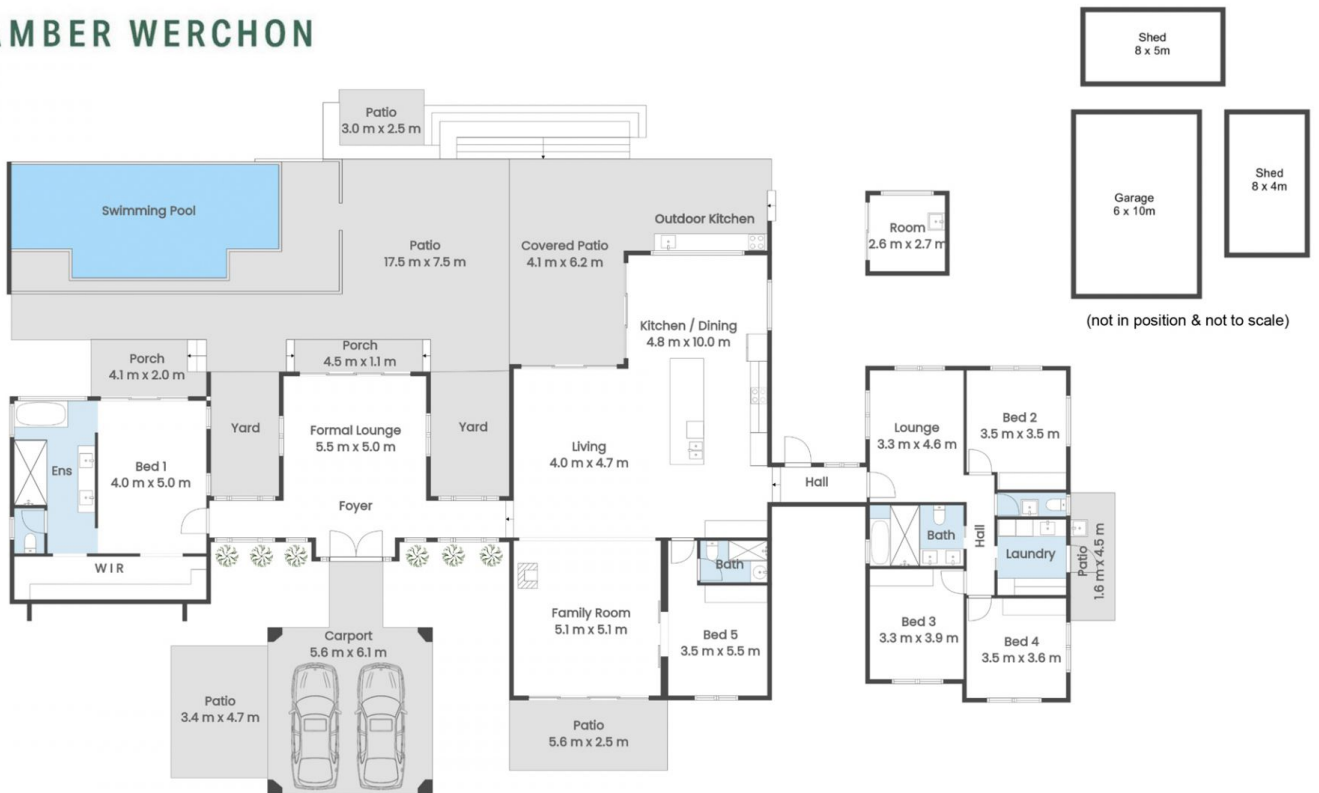 AMBER WERCHON
Shed
8 x 5m
Patio
3.0 m x 2.5 m
Garage
6 x 10m
Shed
8 x 4m
Swimming Pool
Outdoor Kitchen
Patio
17.5 m x 7.5 m
Covered Patio
4.1 m x 6.2 m
Room
2.6 m x 2.7 m
(not in position & not to scale)
Kitchen / Dining
4.8 m x 10.0 m
Porch
4.1 m x 2.0 m
Porch
4.5 m x 1.1 m
Yard
Formal Lounge
5.5 m x 5.0 m
Yard
Living
4.0 m x 4.7 m
Lounge
3.3 m x 4.6 m
Bed 2
3.5 m x 3.5 m
Ens
Bed 1
4.0 m x 5.0 m
Foyer
Hall
WIR
Bath
Bath
Hall
Laundry
Patio
1.6 m x 4.5 m
Family Room
5.1 m x 5.1 m
Bed 5
3.5 m x 5.5 m
Bed 3
3.3 m x 3.9 m
Bed 4
3.5 m x 3.6 m
Carport
5.6 m x 6.1 m
Patio
3.4 m x 4.7 m
Patio
5.6 m x 2.5 m